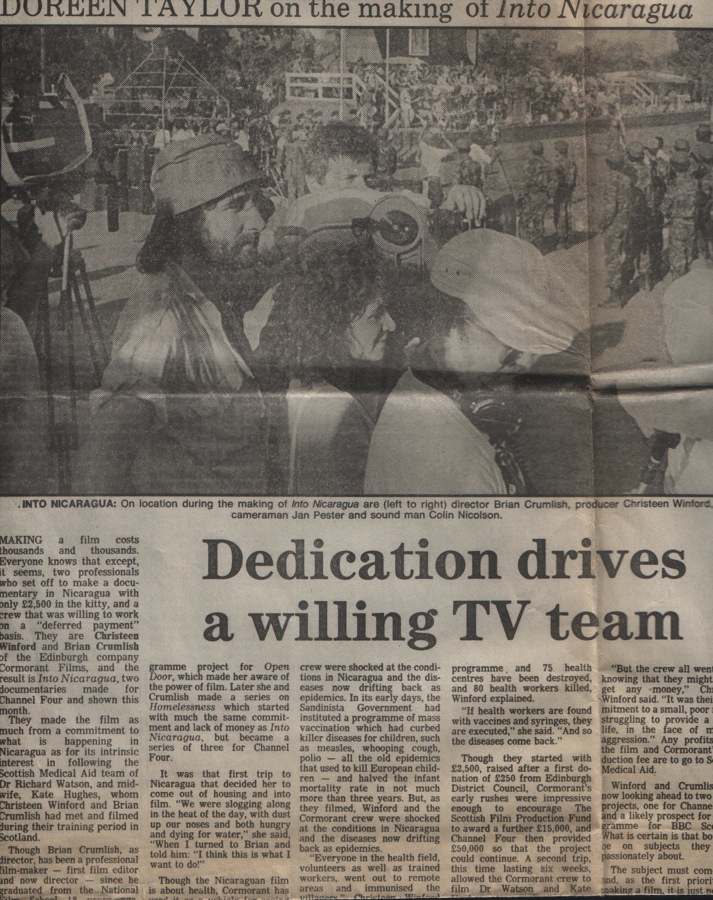 DOREEN TAYLOR on the making of Into Nicaragua
INTO NICARAGUA: On location during the making of Into Nicaragua are (left to right) director Brian Crumlish, producer Christeen Winford,
cameraman Jan Pester and sound man Colin Nicolson.
Dedication drives
a willing TV team
MAKING a film costs
thousands and thousands.
Everyone knows that except,
it seems, two professionals
who set off to make a docu-
mentary in Nicaragua with
only £2,500 in the kitty, and a
crew that was willing to work
on a “deferred payment”
basis. They are Christeen
Winford and Brian Crumlish
of the Edinburgh company
Cormorant Films, and the
result is Into Nicaragua, two
documentaries made for
Channel Four and shown this
month.
They made the film as
much from a commitment to
what is happening in
Nicaragua as for its intrinsic
interest in following the
Scottish Medical Aid team of
Dr Richard Watson, and mid-
wife, Kate Hughes, whom
Christeen Winford and Brian
Crumlish had met and filmed
during their training period in
Scotland.
Though Brian Crumlish, as
director, has been a professional
film-maker — first film editor
and now director — since he
graduated from the National
gramme project for Open
Door, which made her aware of
the power of film. Later she and
Crumlish made a series on
Homelessness which started
with much the same commit-
ment and lack of money as Into
Nicaragua, but became a
series of three for Channel
Four.
It was that first trip to
Nicaragua that decided her to
come out of housing and into
film. “We were slogging along
in the heat of the day, with dust
up our noses and both hungry
and dying for water,” she said,
“When I turned to Brian and
told him: “I think this is what I
want to do!”
Though the Nicaraguan film
is about health, Cormorant has
crew were shocked at the condi-
tions in Nicaragua and the dis-
eases now drifting back as
epidemics. In its early days, the
Sandinista Government had
instituted a programme of mass
vaccination which had curbed
killer diseases for children, such
as measles, whooping cough,
polio — all the old epidemics
that used to kill European child-
ren — and halved the infant
mortality rate in not much
more than three years. But, as
they filmed, Winford and the
Cormorant crew were shocked
at the conditions in Nicaragua
and the diseases now drifting
back as epidemics.
“Everyone in the health field,
volunteers as well as trained
workers, went out to remote
areas and immunised the
programme and 75 health
centres have been destroyed,
and 80 health workers killed,
Winford explained.
“If health workers are found
with vaccines and syringes, they
are executed,” she said. “And so
the diseases come back.”
Though they started with
£2,500, raised after a first do-
nation of £250 from Edinburgh
District Council, Cormorant’s
early rushes were impressive
enough to encourage The
Scottish Film Production Fund
to award a further £15,000, and
Channel Four then provided
£50,000 so that the project
could continue. A second trip,
this time lasting six weeks,
allowed the Cormorant crew to
film Dr Watson and Kate
“But the crew all went
knowing that they might
get any money,” Chr
Winford said. “It was thei
mitment to a small, poor
struggling to provide a
life, in the face of m
aggression.” Any profits
the film and Cormorant’
duction fee are to go to S
Medical Aid.
Winford and Crumlis
now looking ahead to two
projects, one for Channe
and a likely prospect for
gramme for BBC Sco
What is certain is that bo
be on subjects they
passionately about.
The subject must com
und, as the first priorit
making a film, it is just n